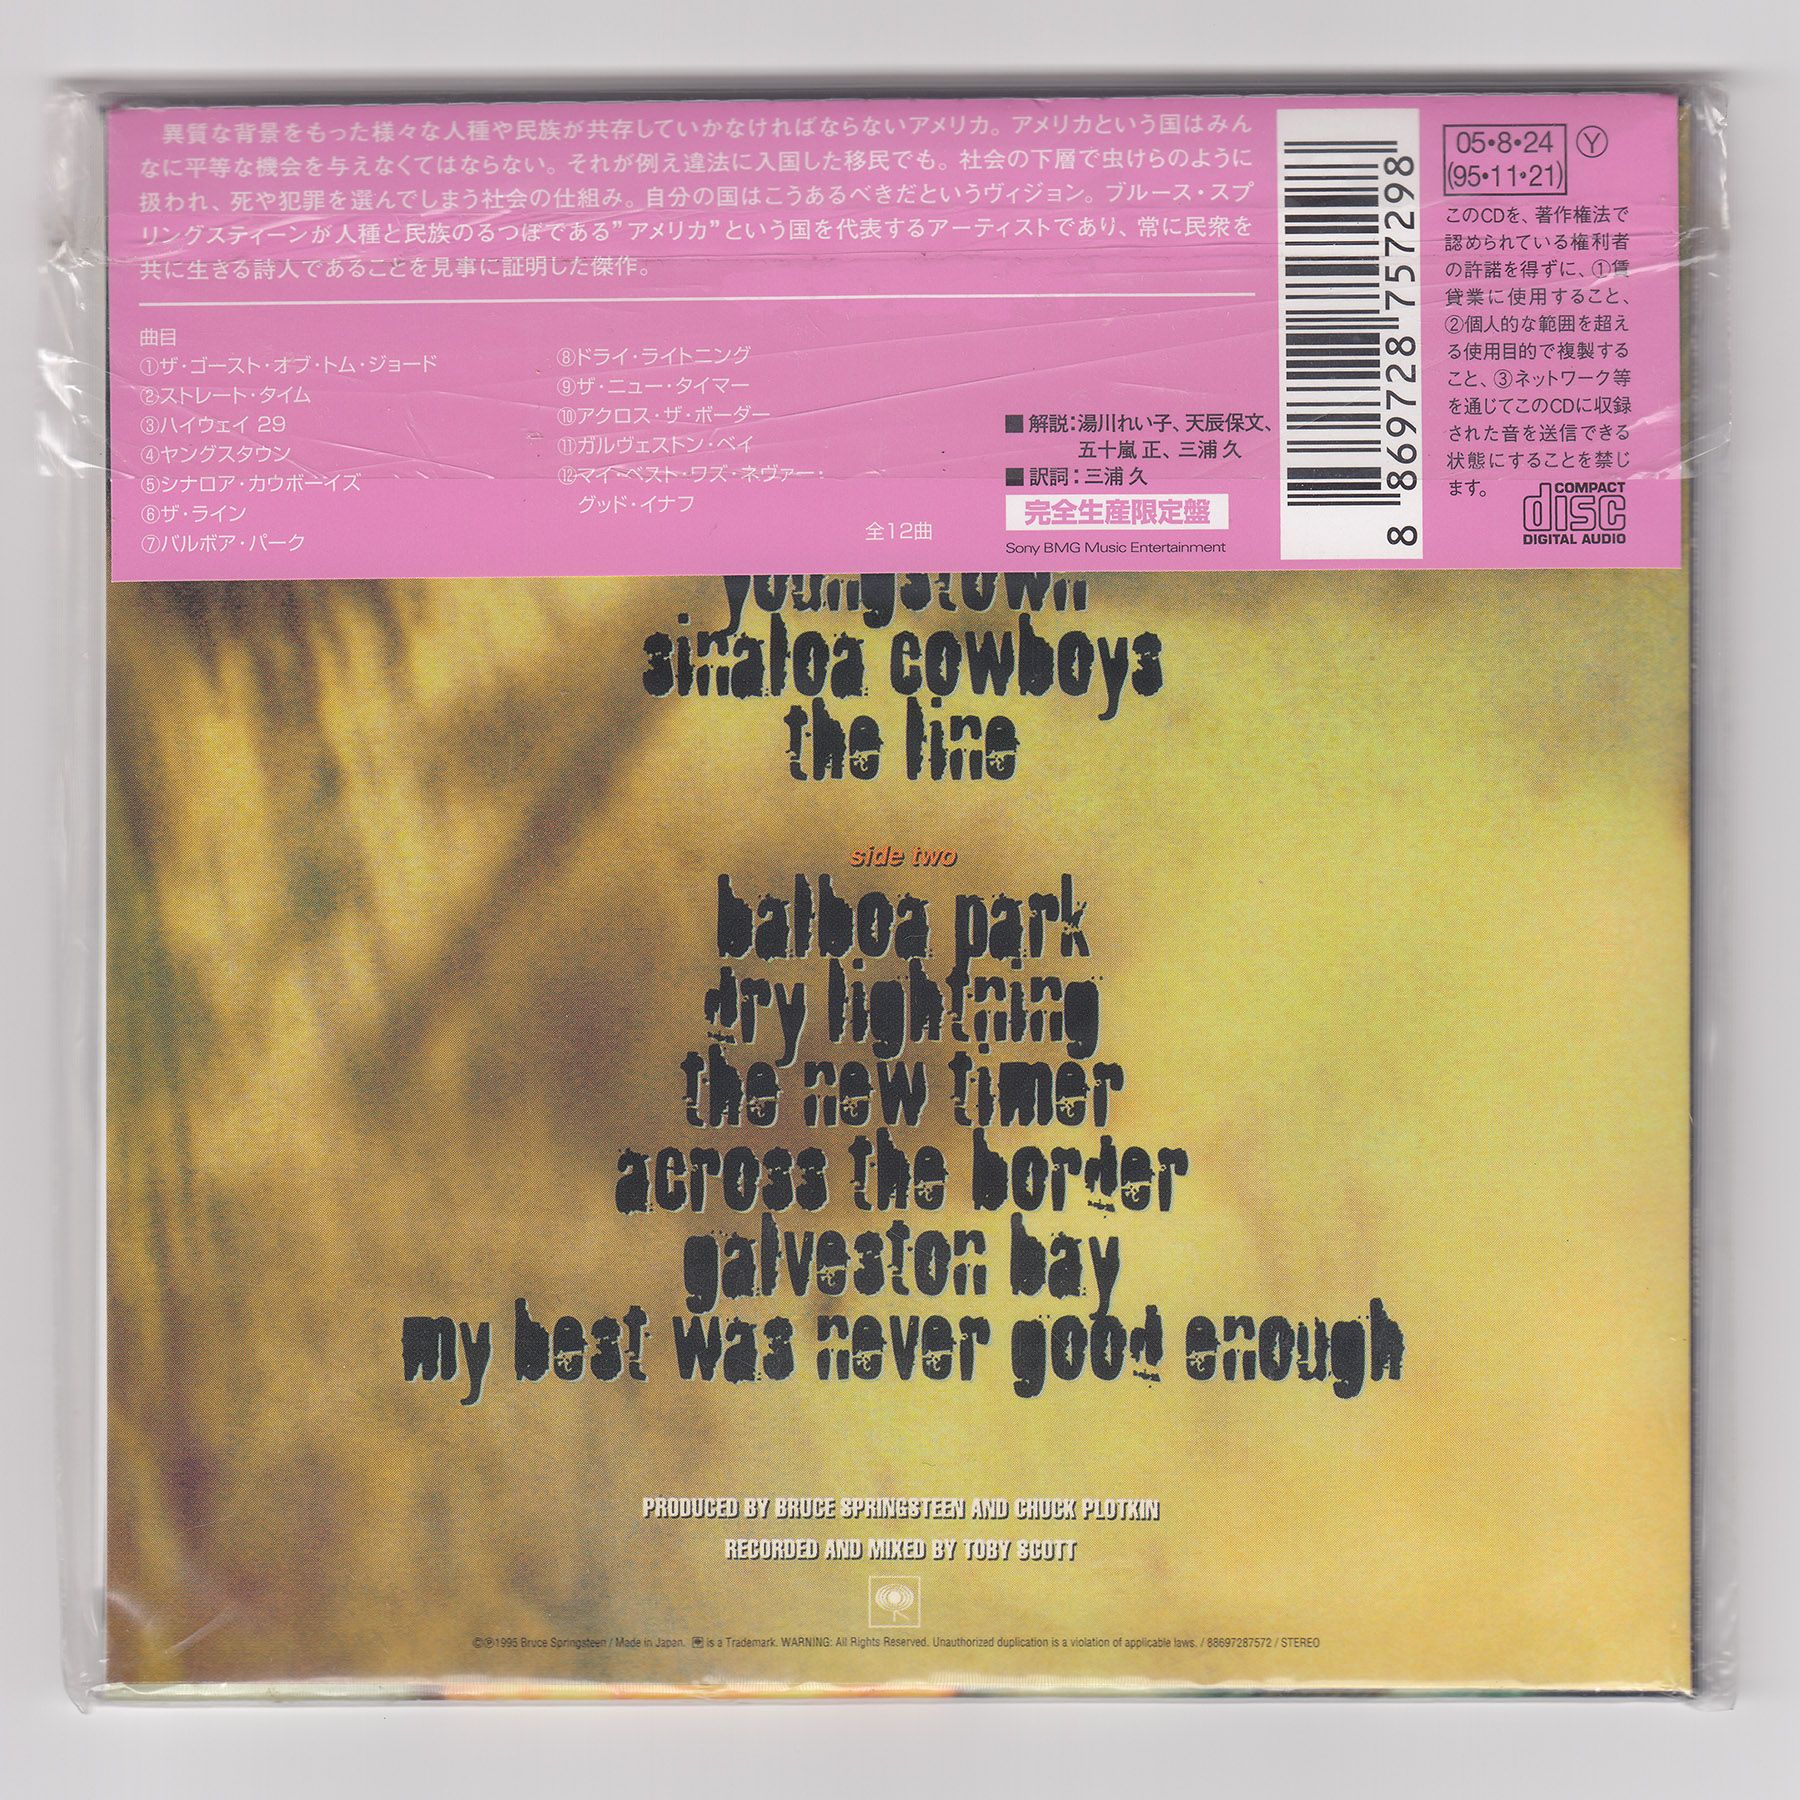 異質な背景をもった様々な人種や民族が共存していかなければならないアメリカ。アメリカという国はみん
なに平等な機会を与えなくてはならない。それが例え違法に入国した移民でも。社会の下層で虫けらのように
扱われ、死や犯罪を選んでしまう社会の仕組み。自分の国はこうあるべきだというヴィジョン。ブルース・スプ
リングスティーンが人種と民族のるつぼである”アメリカ”という国を代表するアーティストであり、常に民衆を
共に生きる詩人であることを見事に証明した傑作。
曲目
①ザ・ゴースト・オブ・トム・ジョード
②ストレート・タイム
③ハイウェイ 29
④ヤングスタウン
⑤シナロア・カウボーイズ
⑥ザ・ライン
⑦バルボア・パーク
⑧ドライ・ライトニング
⑨ザ・ニュー・タイマー
⑩アクロス・ザ・ボーダー
⑪ガルヴェストン・ベイ
⑫マイ・ベスト・ワズ・ネヴァー・
グッド・イナフ
全12曲
■解説：湯川れい子、天辰保文、
五十嵐 正、三浦 久
■訳詞：三浦 久
完全生産限定盤
Sony BMG Music Entertainment
8 869728 757298
05・8・24 Ⓨ
(95・11・21)
このCDを、著作権法で
認められている権利者
の許諾を得ずに、①賃
貸業に使用すること、
②個人的な範囲を超え
る使用目的で複製する
こと、③ネットワーク等
を通じてこのCDに収録
された音を送信できる
状態にすることを禁じ
ます。
COMPACT
disc
DIGITAL AUDIO
youngstown
sinaloa cowboys
the line
side two
balboa park
dry lightning
the new timer
across the border
galveston bay
my best was never good enough
PRODUCED BY BRUCE SPRINGSTEEN AND CHUCK PLOTKIN
RECORDED AND MIXED BY TOBY SCOTT
©℗1995 Bruce Springsteen / Made in Japan. is a Trademark. WARNING: All Rights Reserved. Unauthorized duplication is a violation of applicable laws. / 88697287572 / STEREO